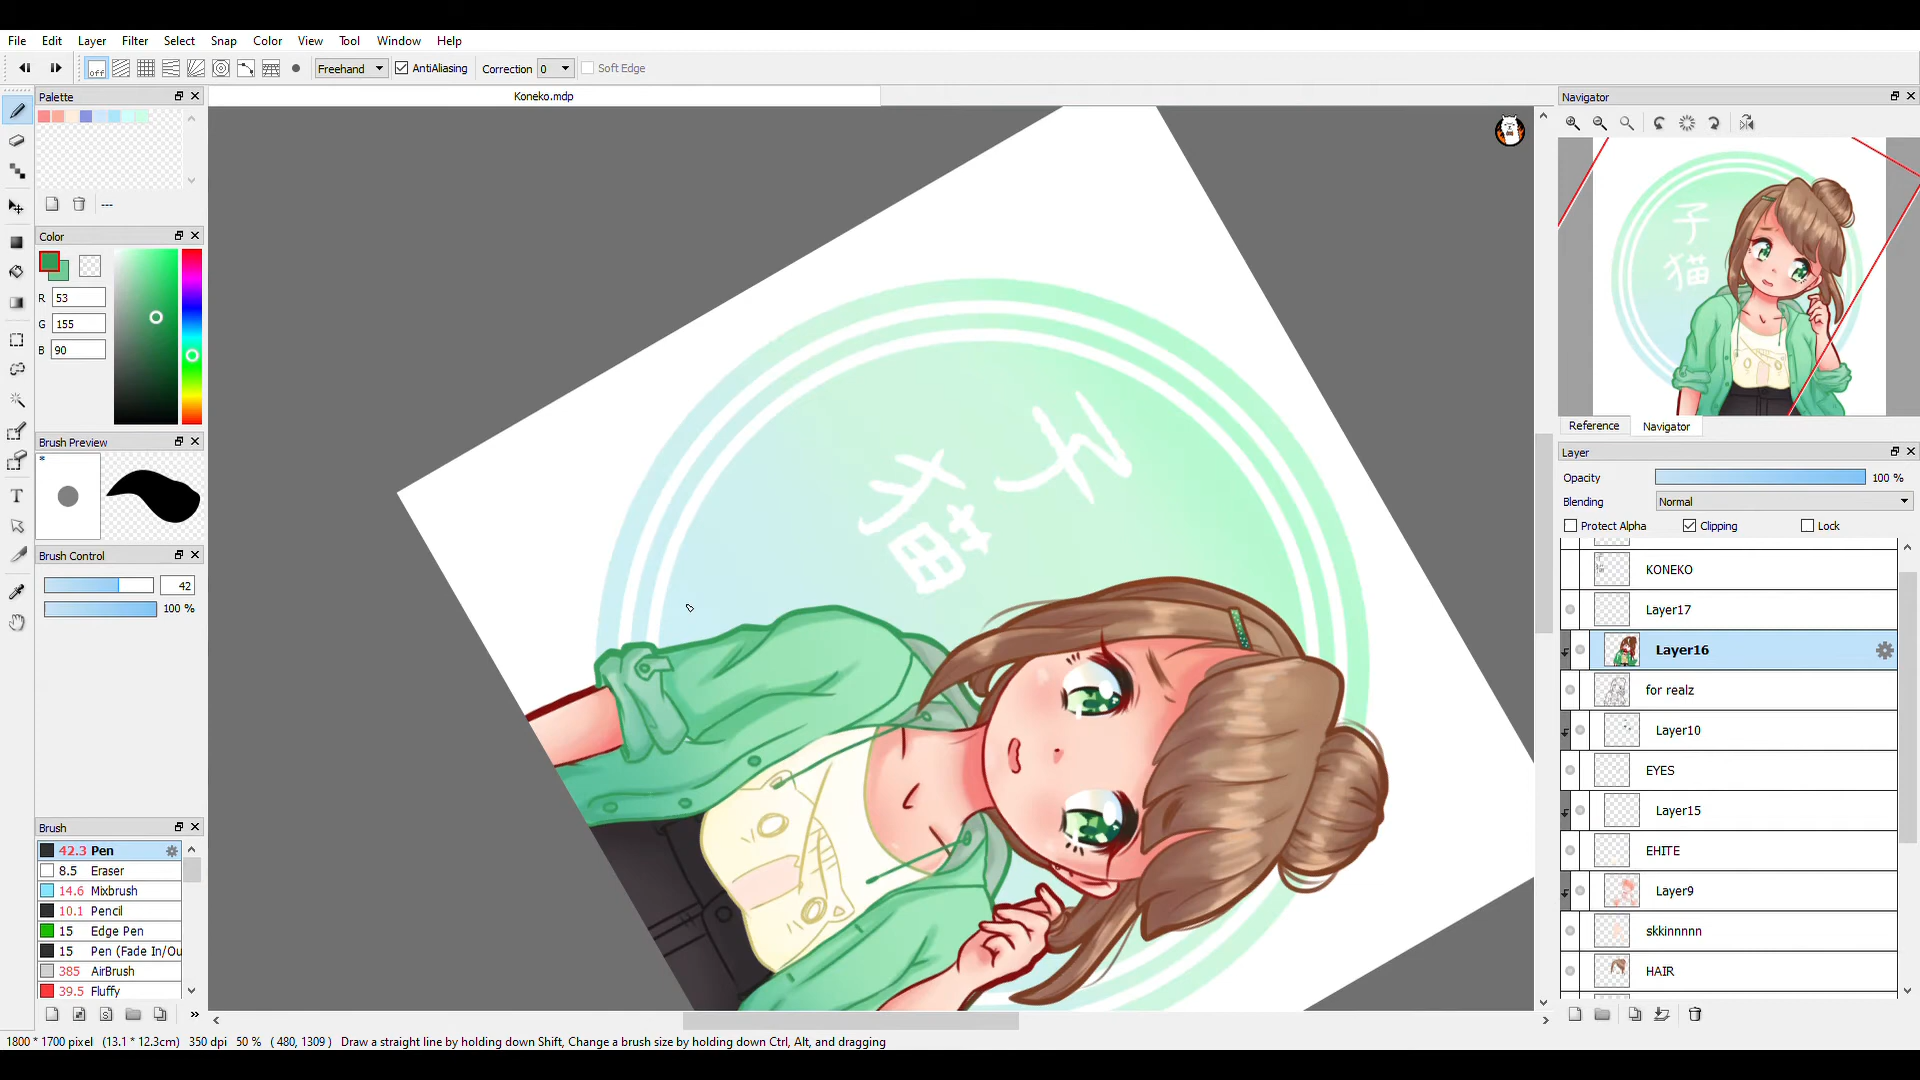 File Edit Layer Filter Select Snap Color View Tool Window Help
off Freehand AntiAliasing Correction 0 Soft Edge
Palette
Koneko.mdp
Navigator
---
Color
R 53
G 155
B 90
Brush Preview
*
Brush Control
42
100 %
Brush
42.3 Pen
8.5 Eraser
14.6 Mixbrush
10.1 Pencil
15 Edge Pen
15 Pen (Fade In/Ou
385 AirBrush
39.5 Fluffy
子
猫
子
猫
Reference Navigator
Layer
Opacity 100 %
Blending Normal
Protect Alpha Clipping Lock
KONEKO
Layer17
Layer16
for realz
Layer10
EYES
Layer15
EHITE
Layer9
skkinnnnn
HAIR
1800 * 1700 pixel (13.1 * 12.3cm) 350 dpi 50 % ( 480, 1309 ) Draw a straight line by holding down Shift, Change a brush size by holding down Ctrl, Alt, and dragging